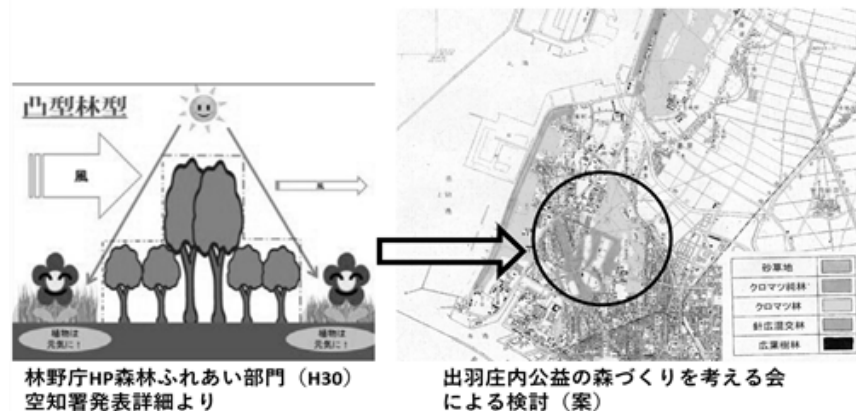 凸型林型
風
風
植物は
元気に！
植物は
元気に！
砂草地
クロマツ純林
クロマツ林
針広混交林
広葉樹林
林野庁HP森林ふれあい部門（H30）
空知署発表詳細より
出羽庄内公益の森づくりを考える会
による検討（案）